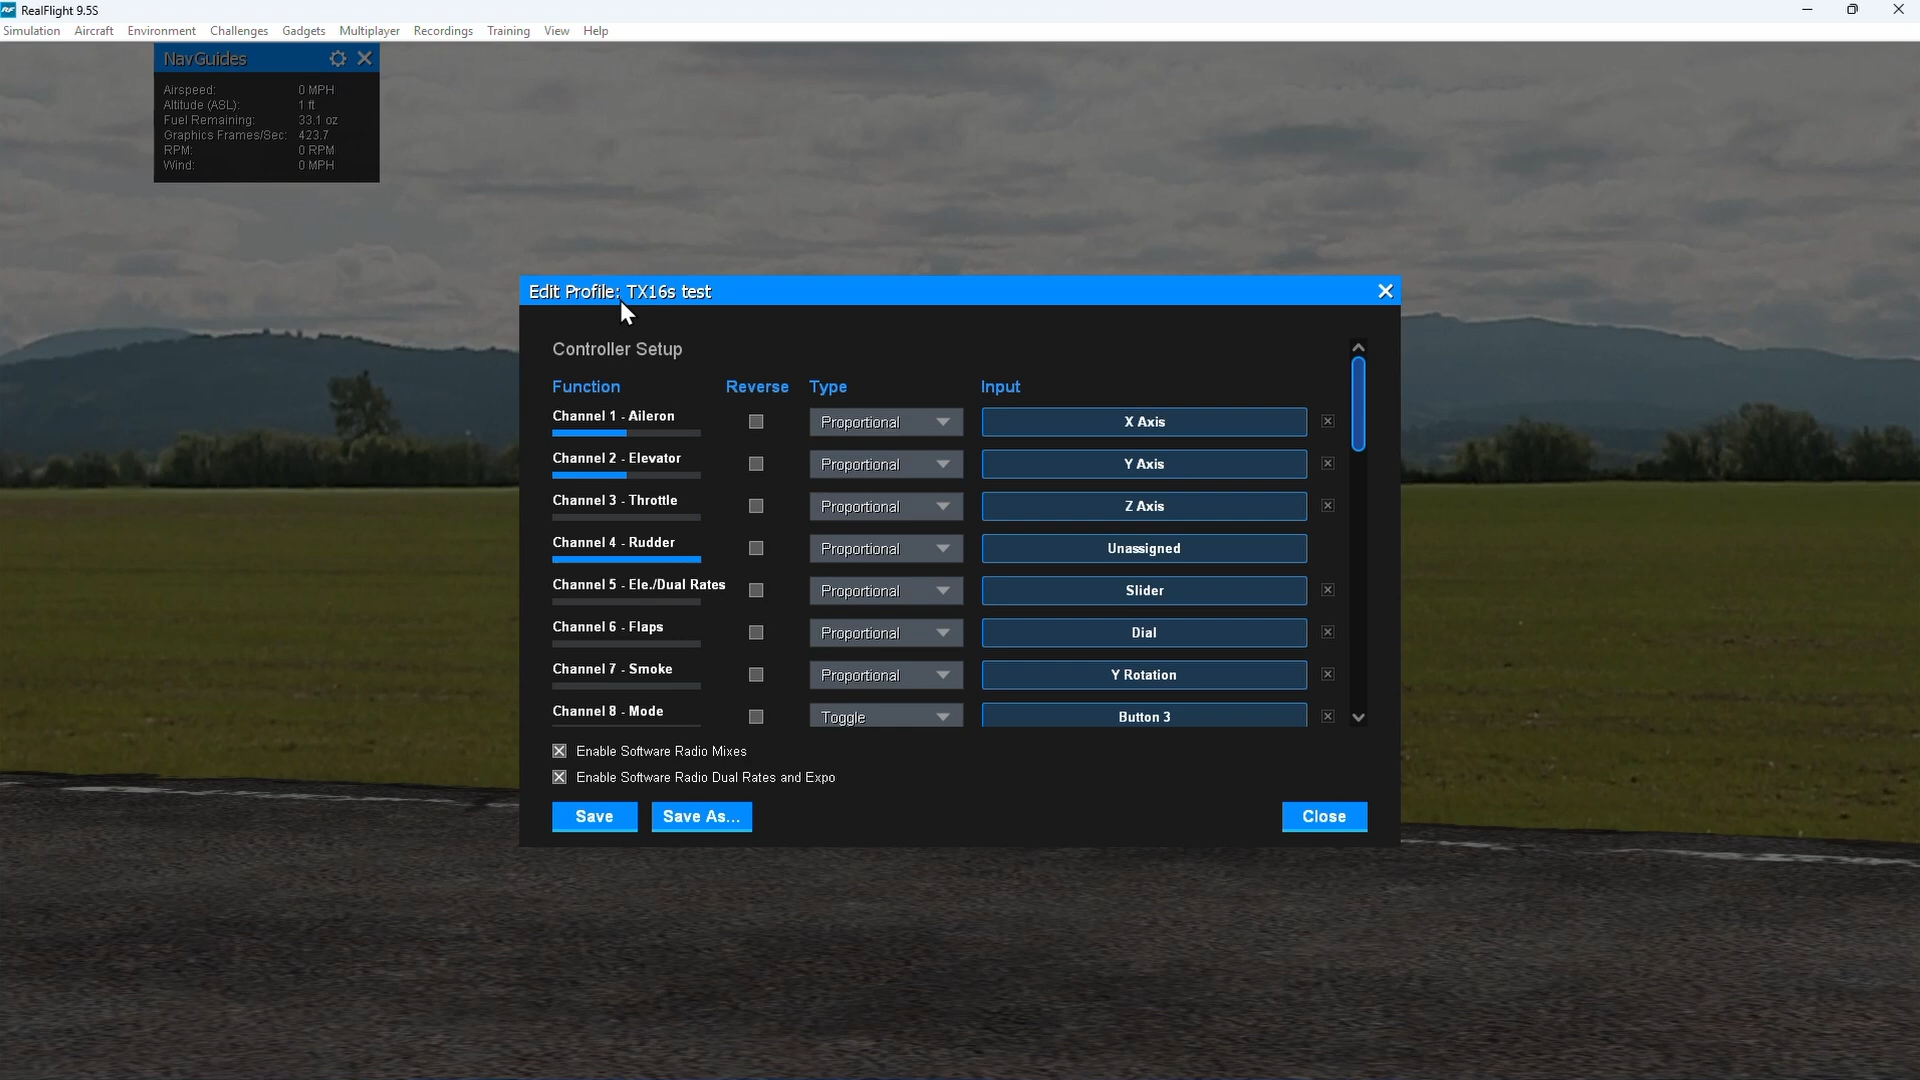 RealFlight 9.5S
Simulation Aircraft Environment Challenges Gadgets Multiplayer Recordings Training View Help
NavGuides
Airspeed: 0 MPH
Altitude (ASL): 1 ft
Fuel Remaining: 33.1 oz
Graphics Frames/Sec: 423.7
RPM: 0 RPM
Wind: 0 MPH
Edit Profile: TX16s test
Controller Setup
Function Reverse Type Input
Channel 1 - Aileron Proportional X Axis
Channel 2 - Elevator Proportional Y Axis
Channel 3 - Throttle Proportional Z Axis
Channel 4 - Rudder Proportional Unassigned
Channel 5 - Ele./Dual Rates Proportional Slider
Channel 6 - Flaps Proportional Dial
Channel 7 - Smoke Proportional Y Rotation
Channel 8 - Mode Toggle Button 3
Enable Software Radio Mixes
Enable Software Radio Dual Rates and Expo
Save Save As... Close